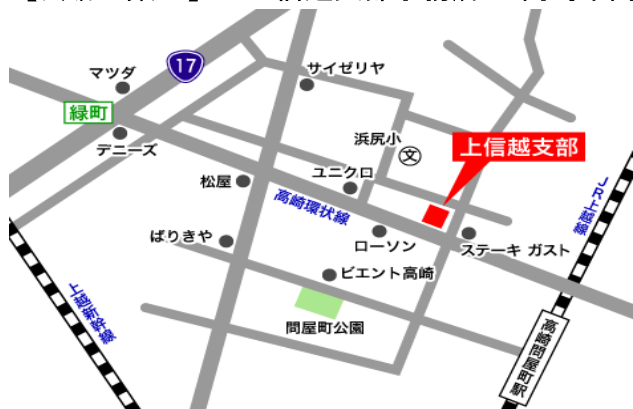 マツダ
17
サイゼリヤ
緑町
デニーズ
浜尻小
文
上信越支部
松屋
ユニクロ
高崎環状線
JR上越線
ばりきや
ローソン
ステーキ ガスト
ビエント高崎
上越新幹線
問屋町公園
高崎問屋町駅